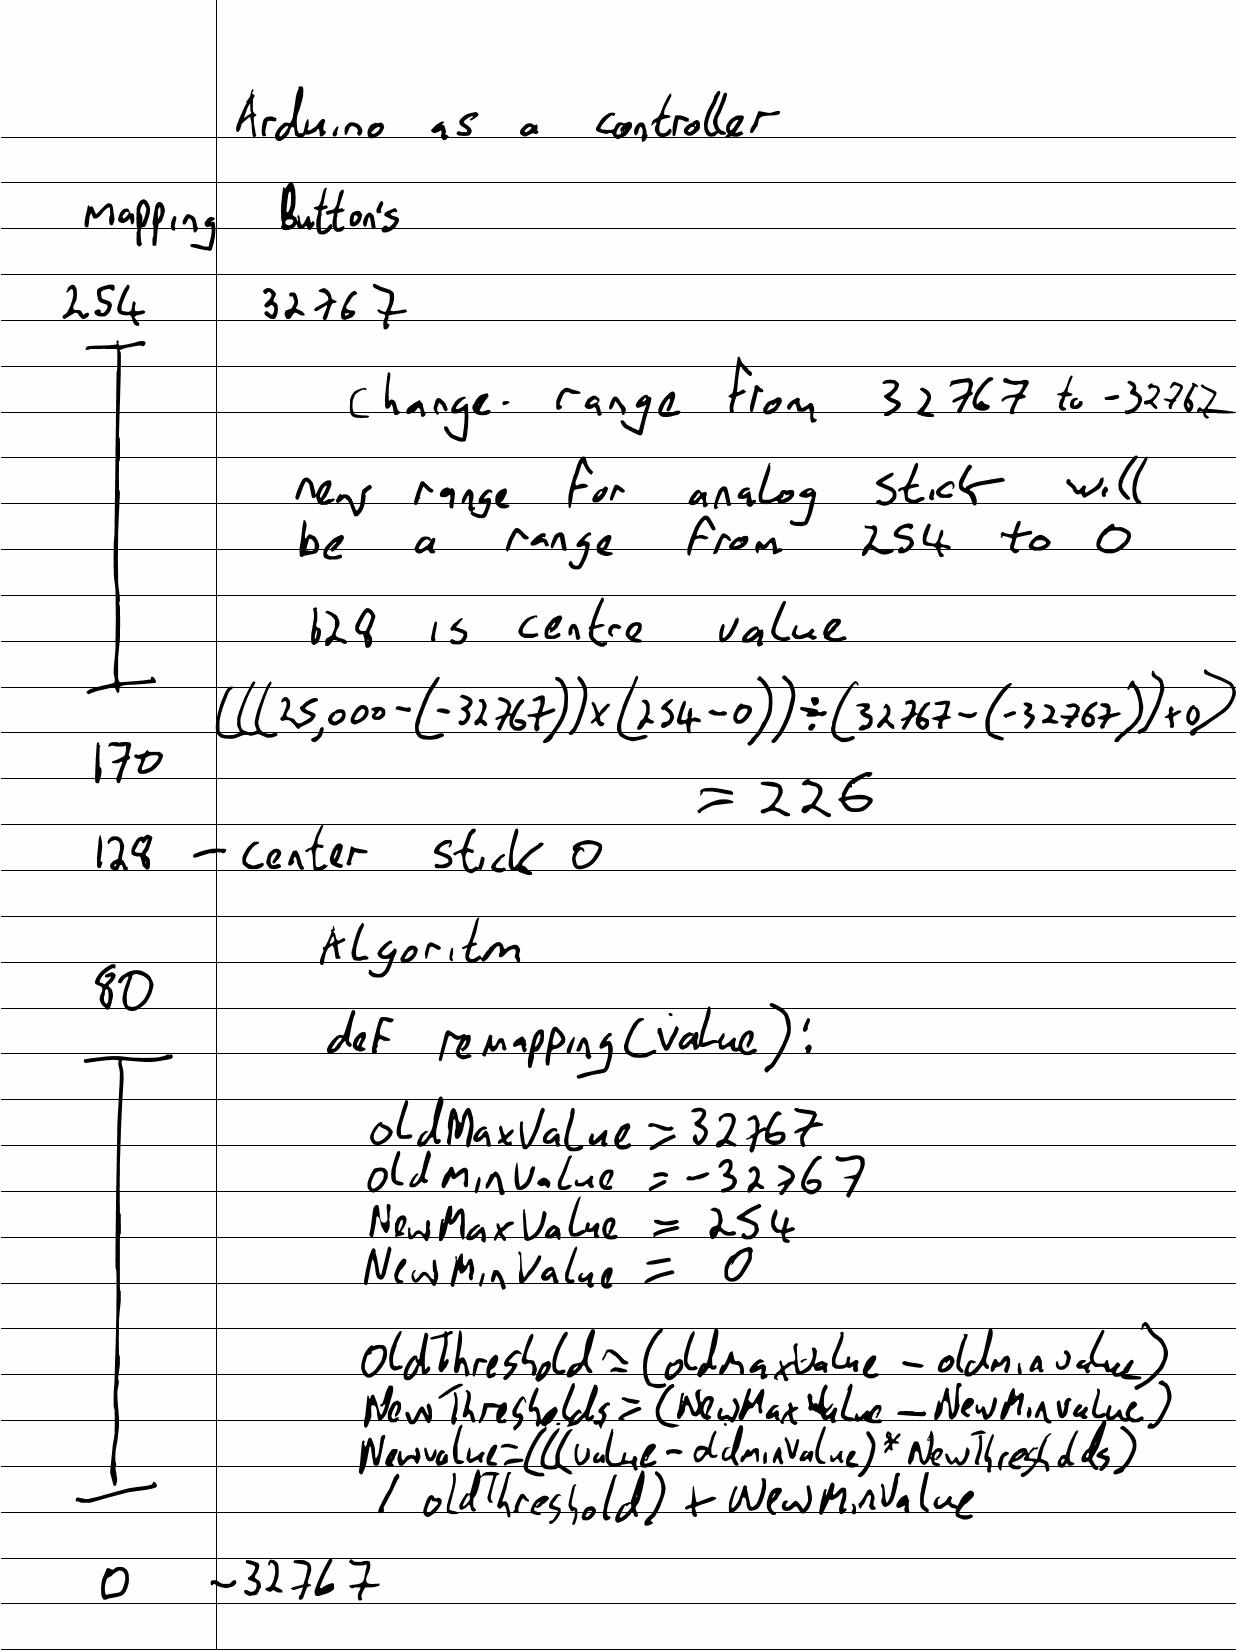 Arduino as a controller
Mapping Button's
254 32767
Change. range from 32767 to -32767
new range for analog stick will
be a range from 254 to 0
128 is centre value
(((25,000-(-32767))x(254-0))÷(32767-(-32767))+0)
170
= 226
128 - center stick 0
ALgoritm
80
def remapping(value):
oldMaxValue = 32767
oldminValue = -32767
NewMaxValue = 254
NewMinValue = 0
OldThreshold = (oldmaxValue - oldminvalue)
NewThresholds = (NewMaxValue - NewMinvalue)
Newvalue=(((value - oldminvalue) * NewThresholds)
/ oldThreshold) + NewMinValue
0 -32767